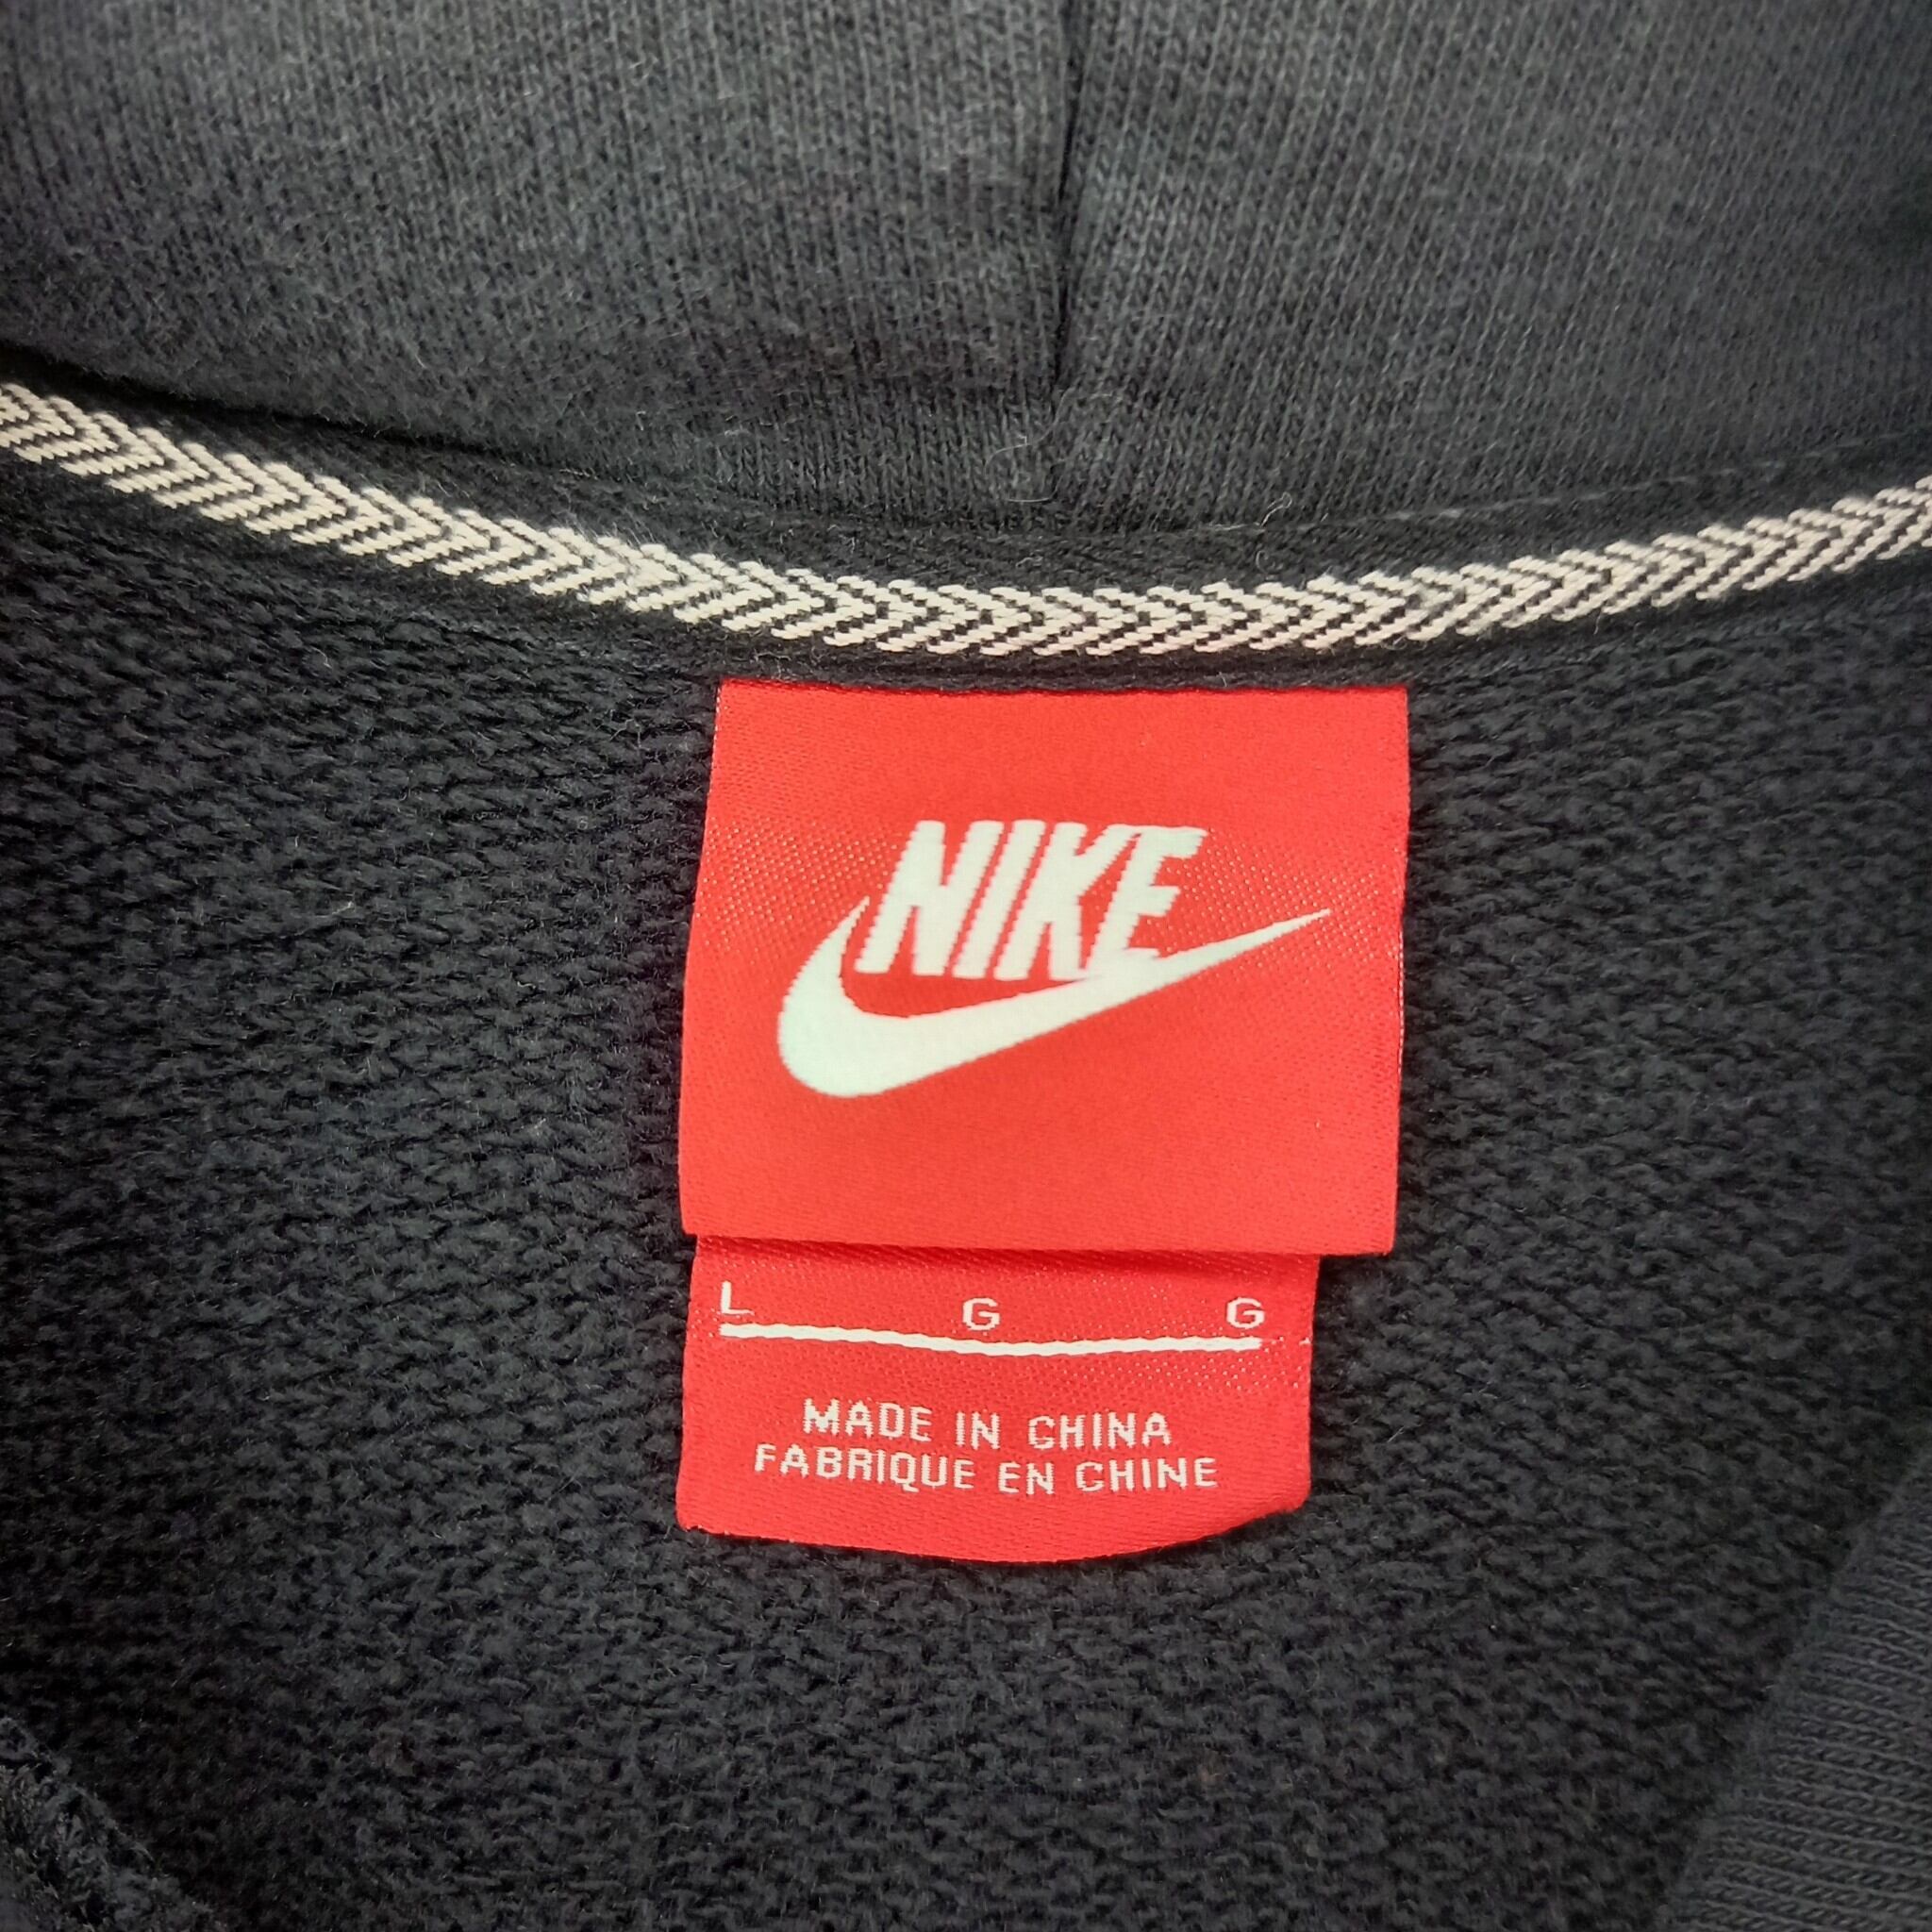 NIKE
L G G
MADE IN CHINA
FABRIQUE EN CHINE